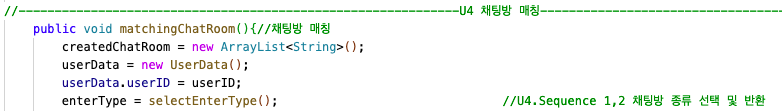 //--------------------------------------------------------------U4 채팅방 매칭----------------------------------
public void matchingChatRoom(){//채팅방 매칭
createdChatRoom = new ArrayList<String>();
userData = new UserData();
userData.userID = userID;
enterType = selectEnterType(); //U4.Sequence 1,2 채팅방 종류 선택 및 반환